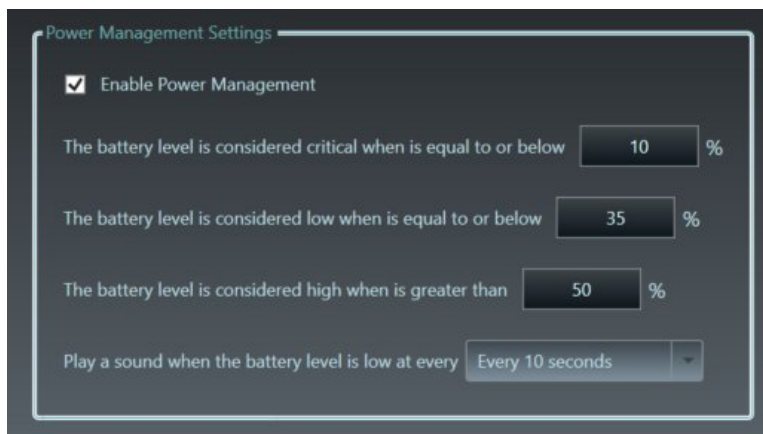 Power Management Settings
Enable Power Management
The battery level is considered critical when is equal to or below 10 %
The battery level is considered low when is equal to or below 35 %
The battery level is considered high when is greater than 50 %
Play a sound when the battery level is low at every Every 10 seconds